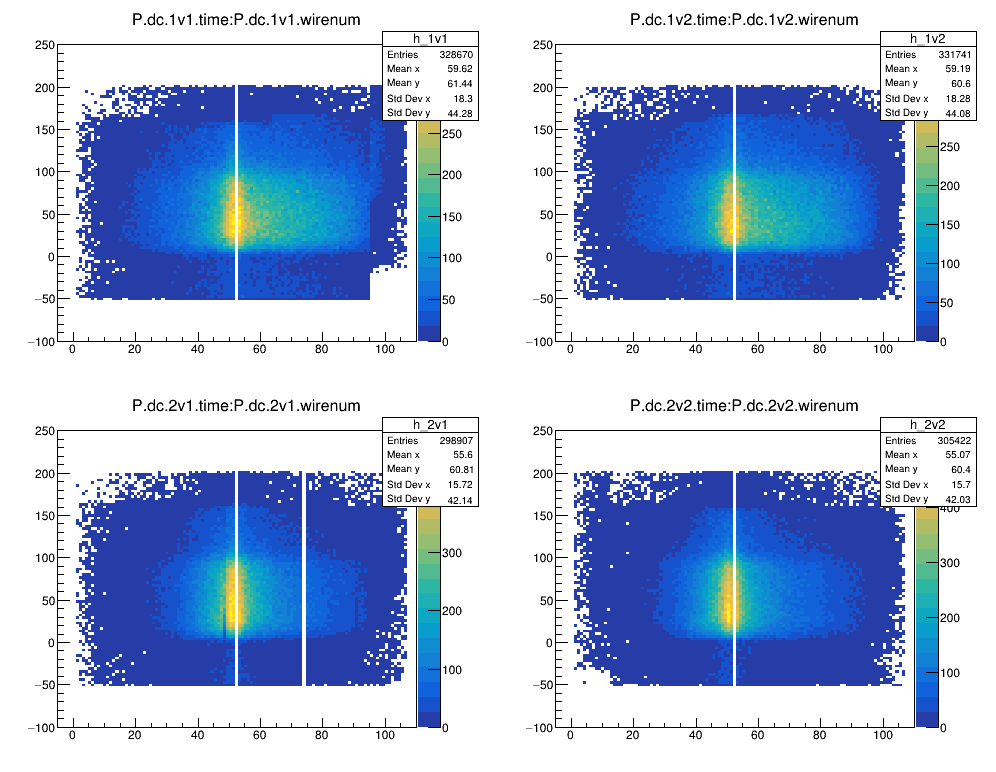 P.dc.1v1.time:P.dc.1v1.wirenum
h_1v1
Entries 328670
Mean x 59.62
Mean y 61.44
Std Dev x 18.3
Std Dev y 44.28
250
200
150
100
50
0
−50
−100
0 20 40 60 80 100
250
200
150
100
50
0
P.dc.1v2.time:P.dc.1v2.wirenum
h_1v2
Entries 331741
Mean x 59.19
Mean y 60.6
Std Dev x 18.28
Std Dev y 44.08
250
200
150
100
50
0
−50
−100
0 20 40 60 80 100
250
200
150
100
50
0
P.dc.2v1.time:P.dc.2v1.wirenum
h_2v1
Entries 298907
Mean x 55.6
Mean y 60.81
Std Dev x 15.72
Std Dev y 42.14
250
200
150
100
50
0
−50
−100
0 20 40 60 80 100
300
200
100
0
P.dc.2v2.time:P.dc.2v2.wirenum
h_2v2
Entries 305422
Mean x 55.07
Mean y 60.4
Std Dev x 15.7
Std Dev y 42.03
250
200
150
100
50
0
−50
−100
0 20 40 60 80 100
400
300
200
100
0